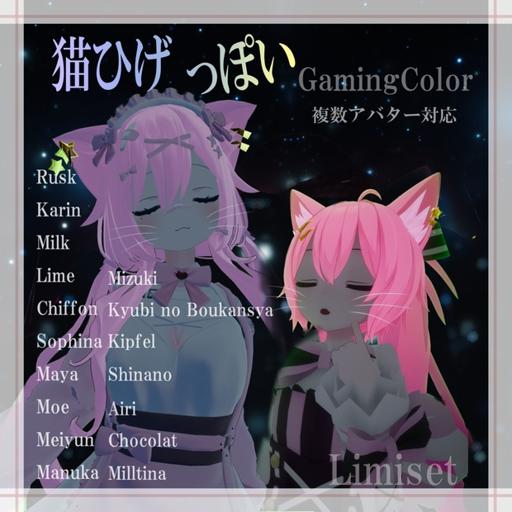 猫ひげっぽい
GamingColor
複数アバター対応
Rusk
Karin
Milk
Lime
Chiffon
Sophina
Maya
Moe
Meiyun
Manuka
Mizuki
Kyubi no Boukansya
Kipfel
Shinano
Airi
Chocolat
Milltina
Limiset